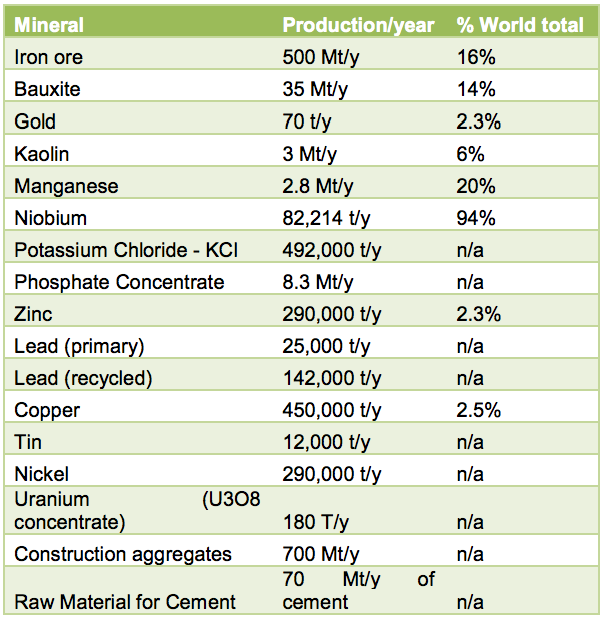 Mineral Production/year % World total
Iron ore 500 Mt/y 16%
Bauxite 35 Mt/y 14%
Gold 70 t/y 2.3%
Kaolin 3 Mt/y 6%
Manganese 2.8 Mt/y 20%
Niobium 82,214 t/y 94%
Potassium Chloride - KCl 492,000 t/y n/a
Phosphate Concentrate 8.3 Mt/y n/a
Zinc 290,000 t/y 2.3%
Lead (primary) 25,000 t/y n/a
Lead (recycled) 142,000 t/y n/a
Copper 450,000 t/y 2.5%
Tin 12,000 t/y n/a
Nickel 290,000 t/y n/a
Uranium (U3O8
concentrate) 180 T/y n/a
Construction aggregates 700 Mt/y n/a
70 Mt/y of
Raw Material for Cement cement n/a